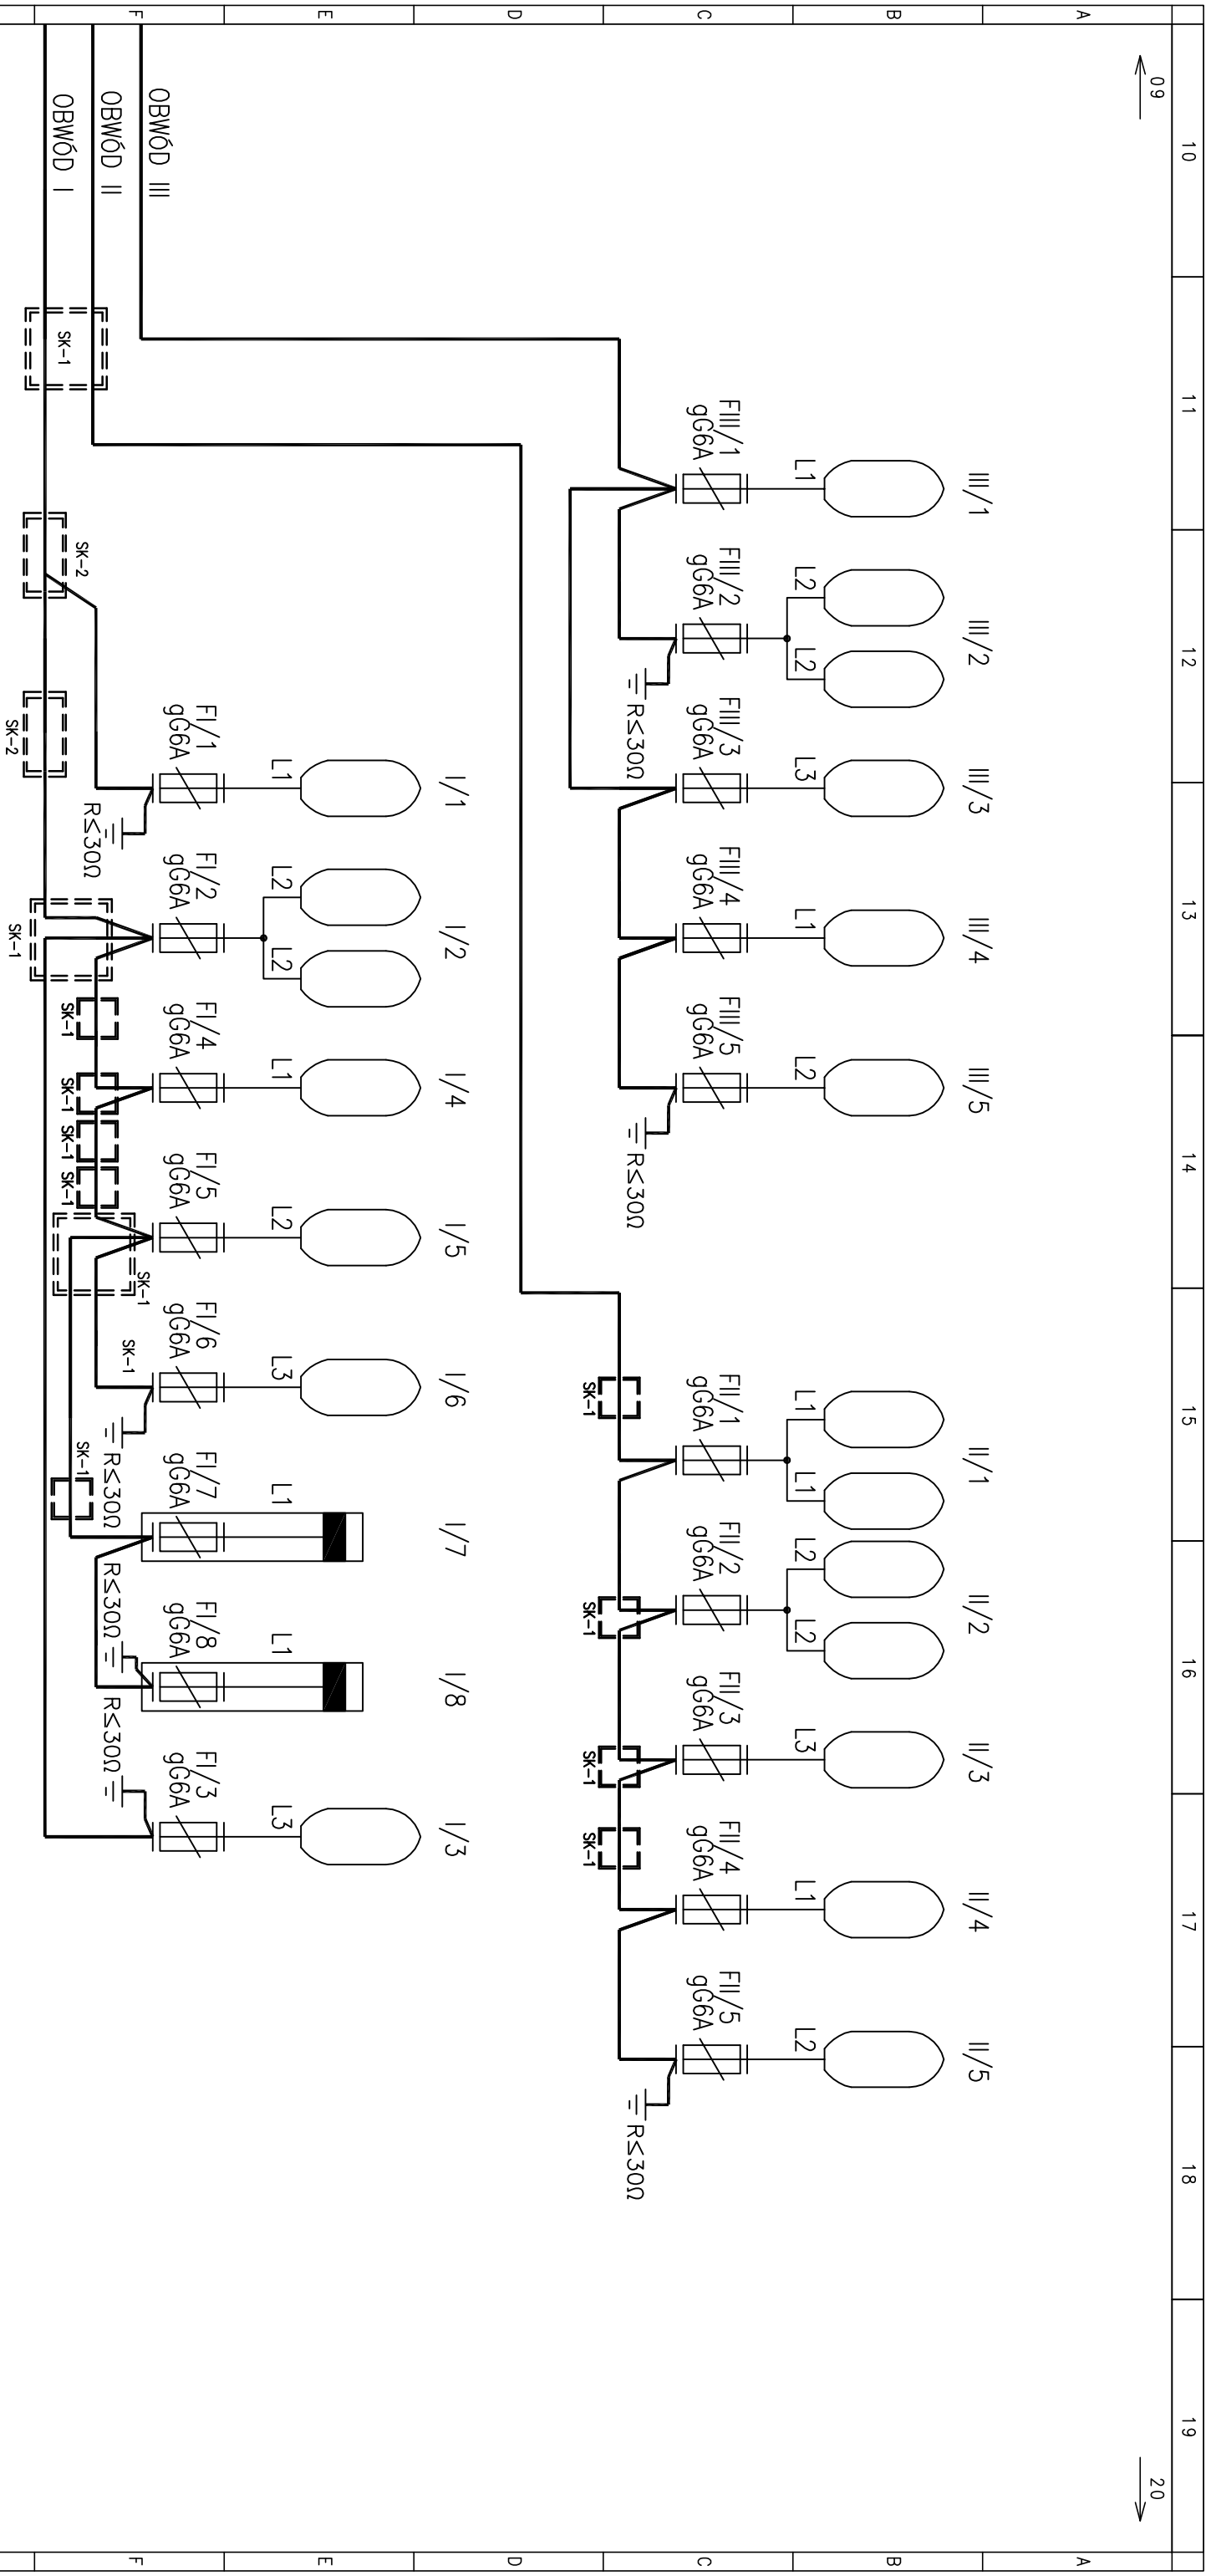 10 11 12 13 14 15 16 17 18 19
09
20
A
A
B
B
C
C
D
D
E
E
F
F
III/1
III/2
III/3
III/4
III/5
L1
L2
L2
L3
L1
L2
FIII/1
gG6A
FIII/2
gG6A
FIII/3
gG6A
FIII/4
gG6A
FIII/5
gG6A
R≤30Ω
R≤30Ω
II/1
II/2
II/3
II/4
II/5
L1
L1
L2
L2
L3
L1
L2
FII/1
gG6A
FII/2
gG6A
FII/3
gG6A
FII/4
gG6A
FII/5
gG6A
R≤30Ω
SK-1
SK-1
SK-1
SK-1
I/1
I/2
I/4
I/5
I/6
I/7
I/8
I/3
L1
L2
L2
L1
L2
L3
L1
L1
L3
FI/1
gG6A
FI/2
gG6A
FI/4
gG6A
FI/5
gG6A
FI/6
gG6A
FI/7
gG6A
FI/8
gG6A
FI/3
gG6A
R≤30Ω
R≤30Ω
R≤30Ω
R≤30Ω
OBWÓD III
OBWÓD II
OBWÓD I
SK-1
SK-2
SK-2
SK-1
SK-1
SK-1
SK-1
SK-1
SK-1
SK-1
SK-1